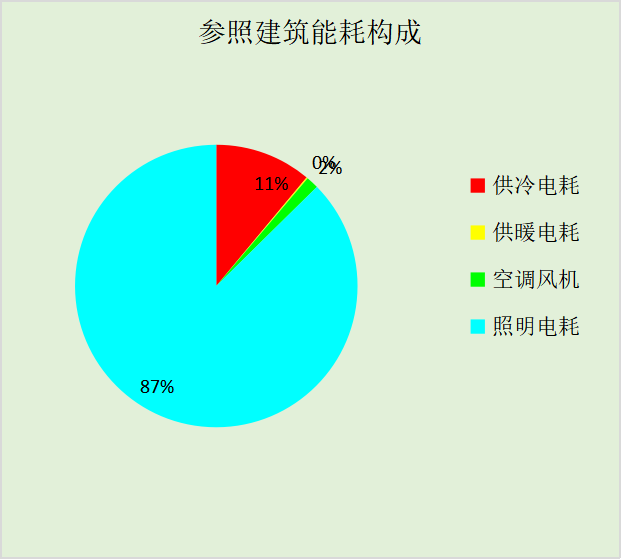 参照建筑能耗构成
0%
2%
11%
87%
供冷电耗
供暖电耗
空调风机
照明电耗